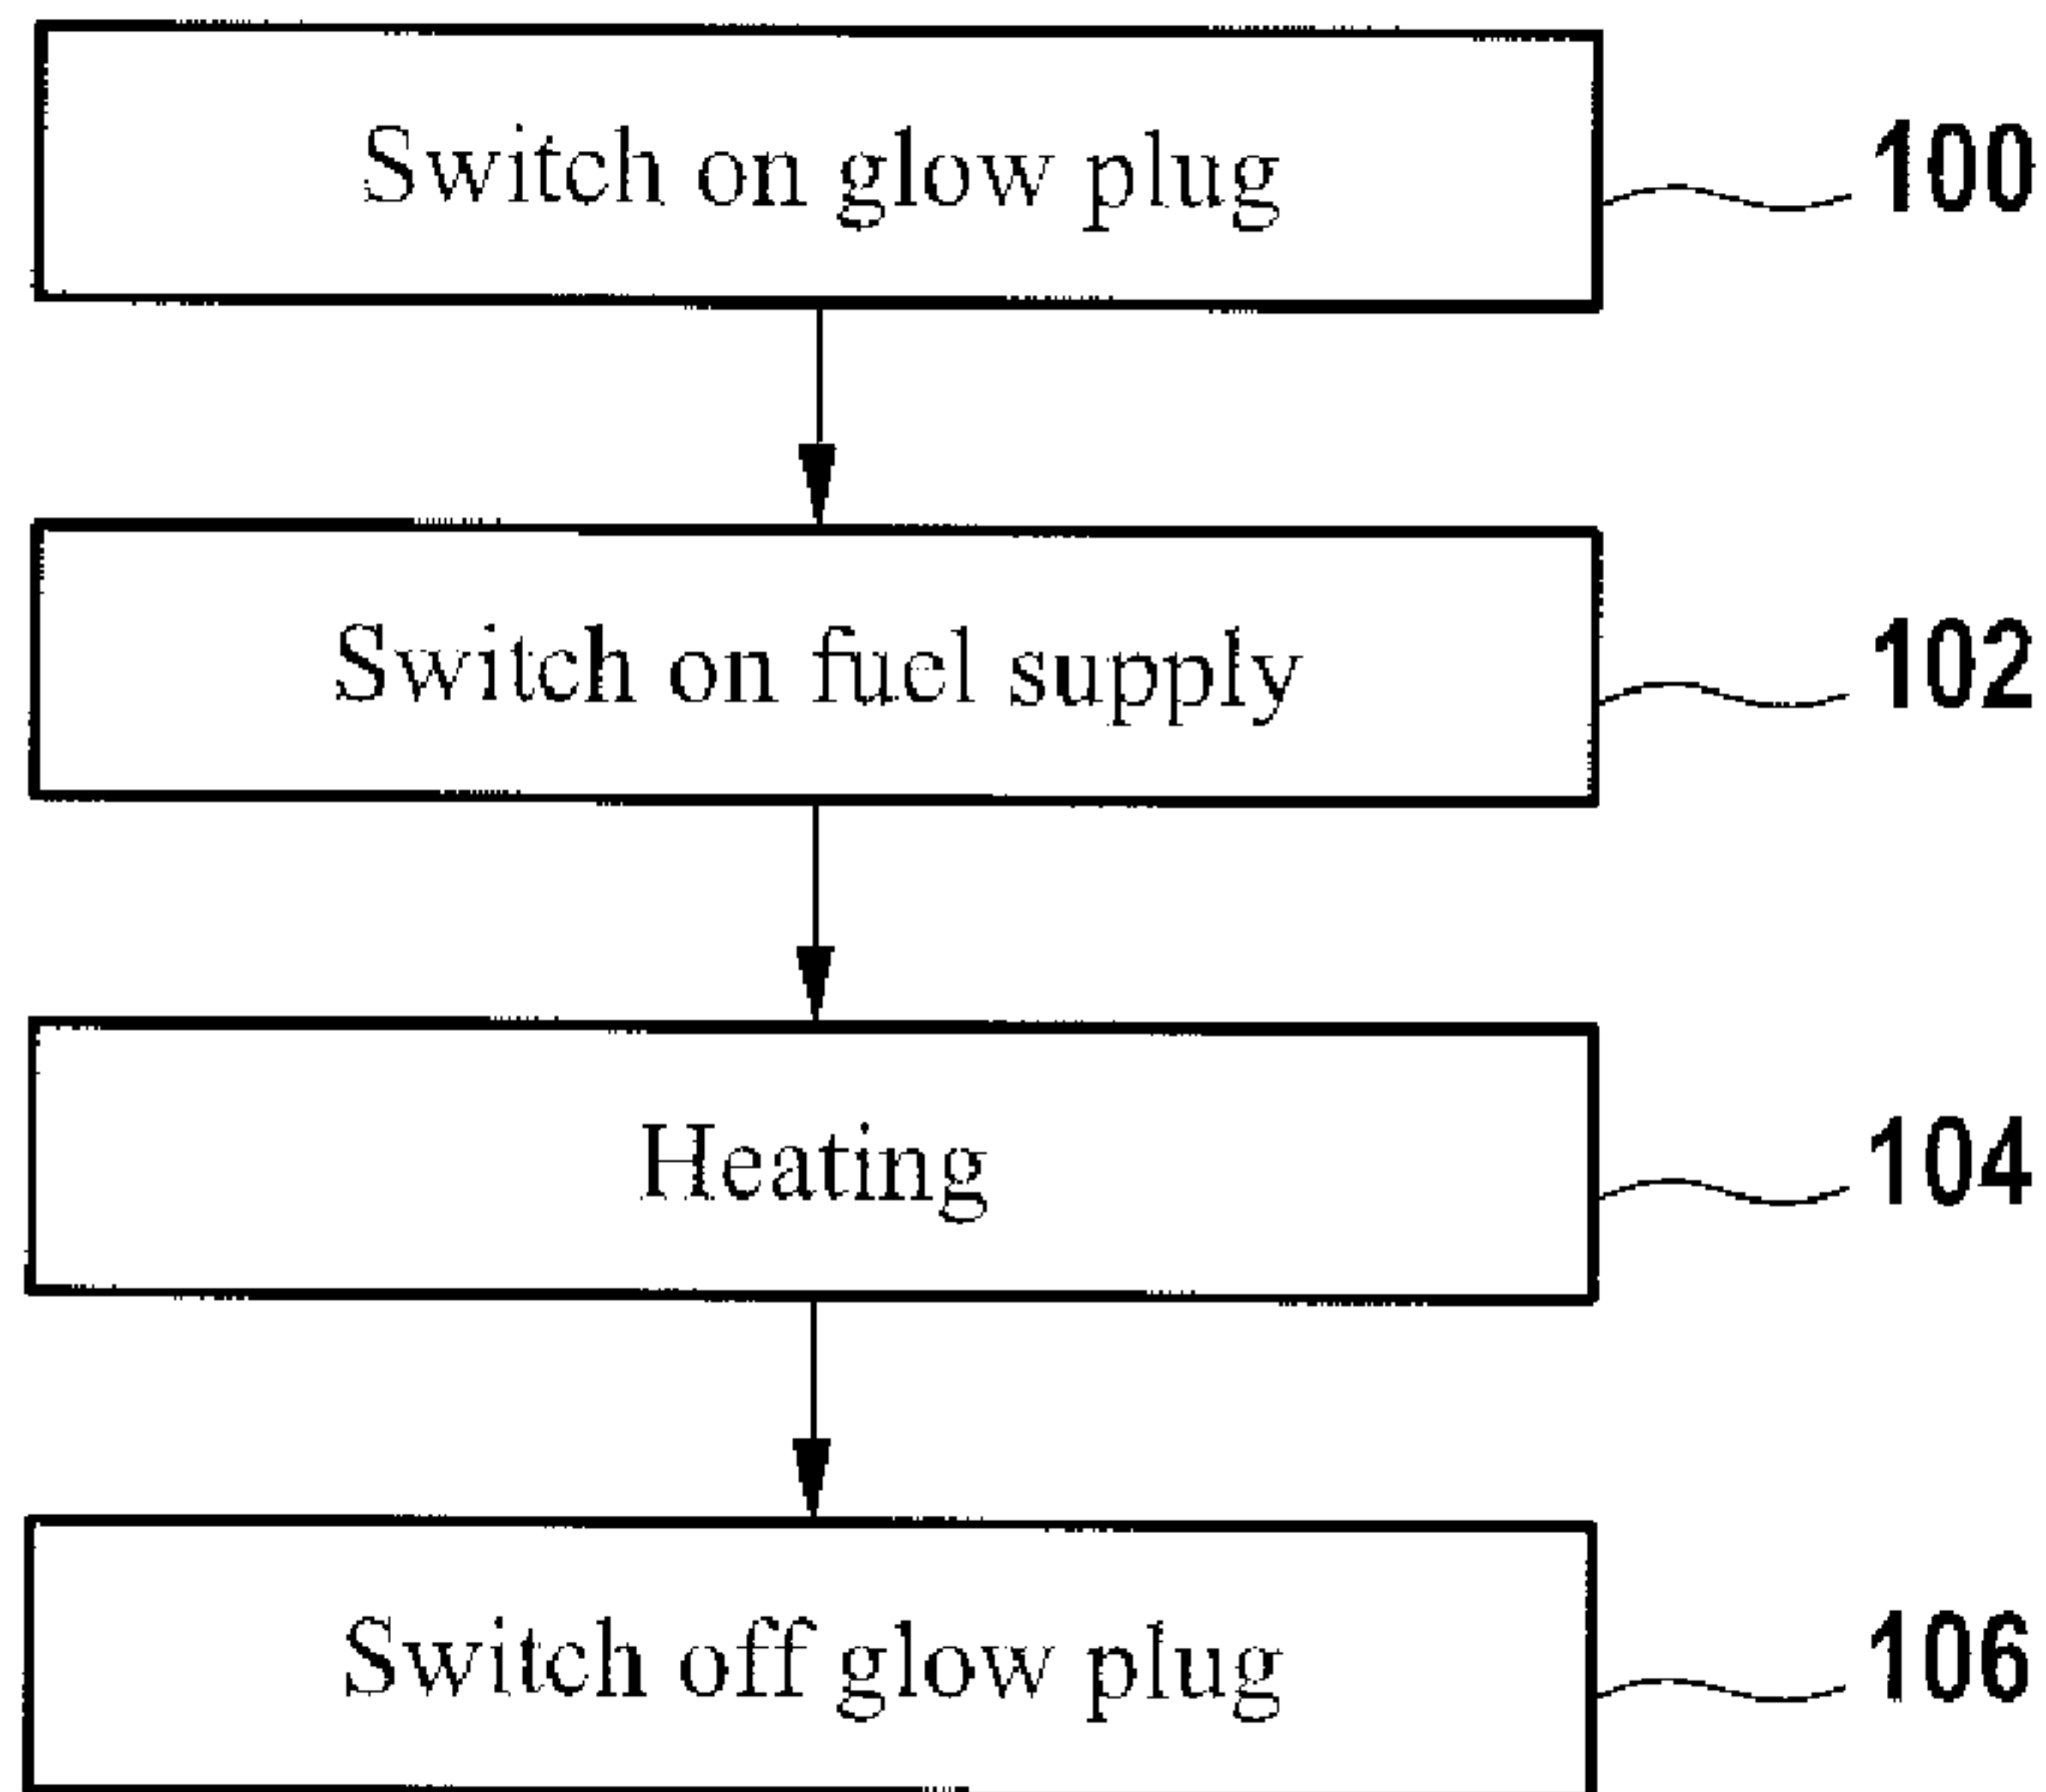 Switch on glow plug 100
Switch on fuel supply 102
Heating 104
Switch off glow plug 106